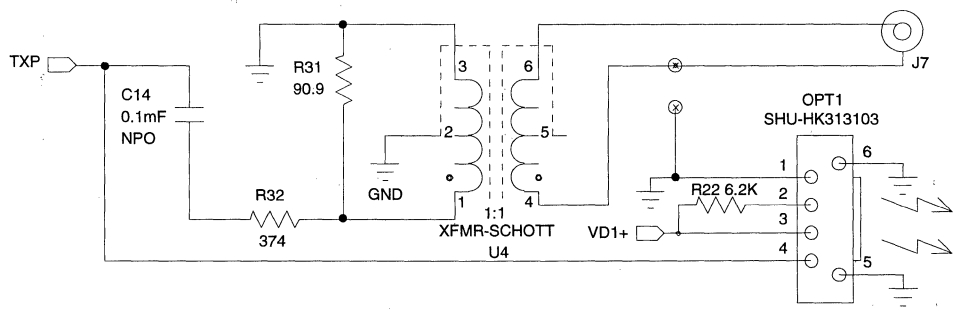 TXP
C14
0.1mF
NPO
R31
90.9
R32
374
GND
3
2
1
6
5
4
1:1
XFMR-SCHOTT
U4
J7
OPT1
SHU-HK313103
1
2
3
4
6
5
R22 6.2K
VD1+